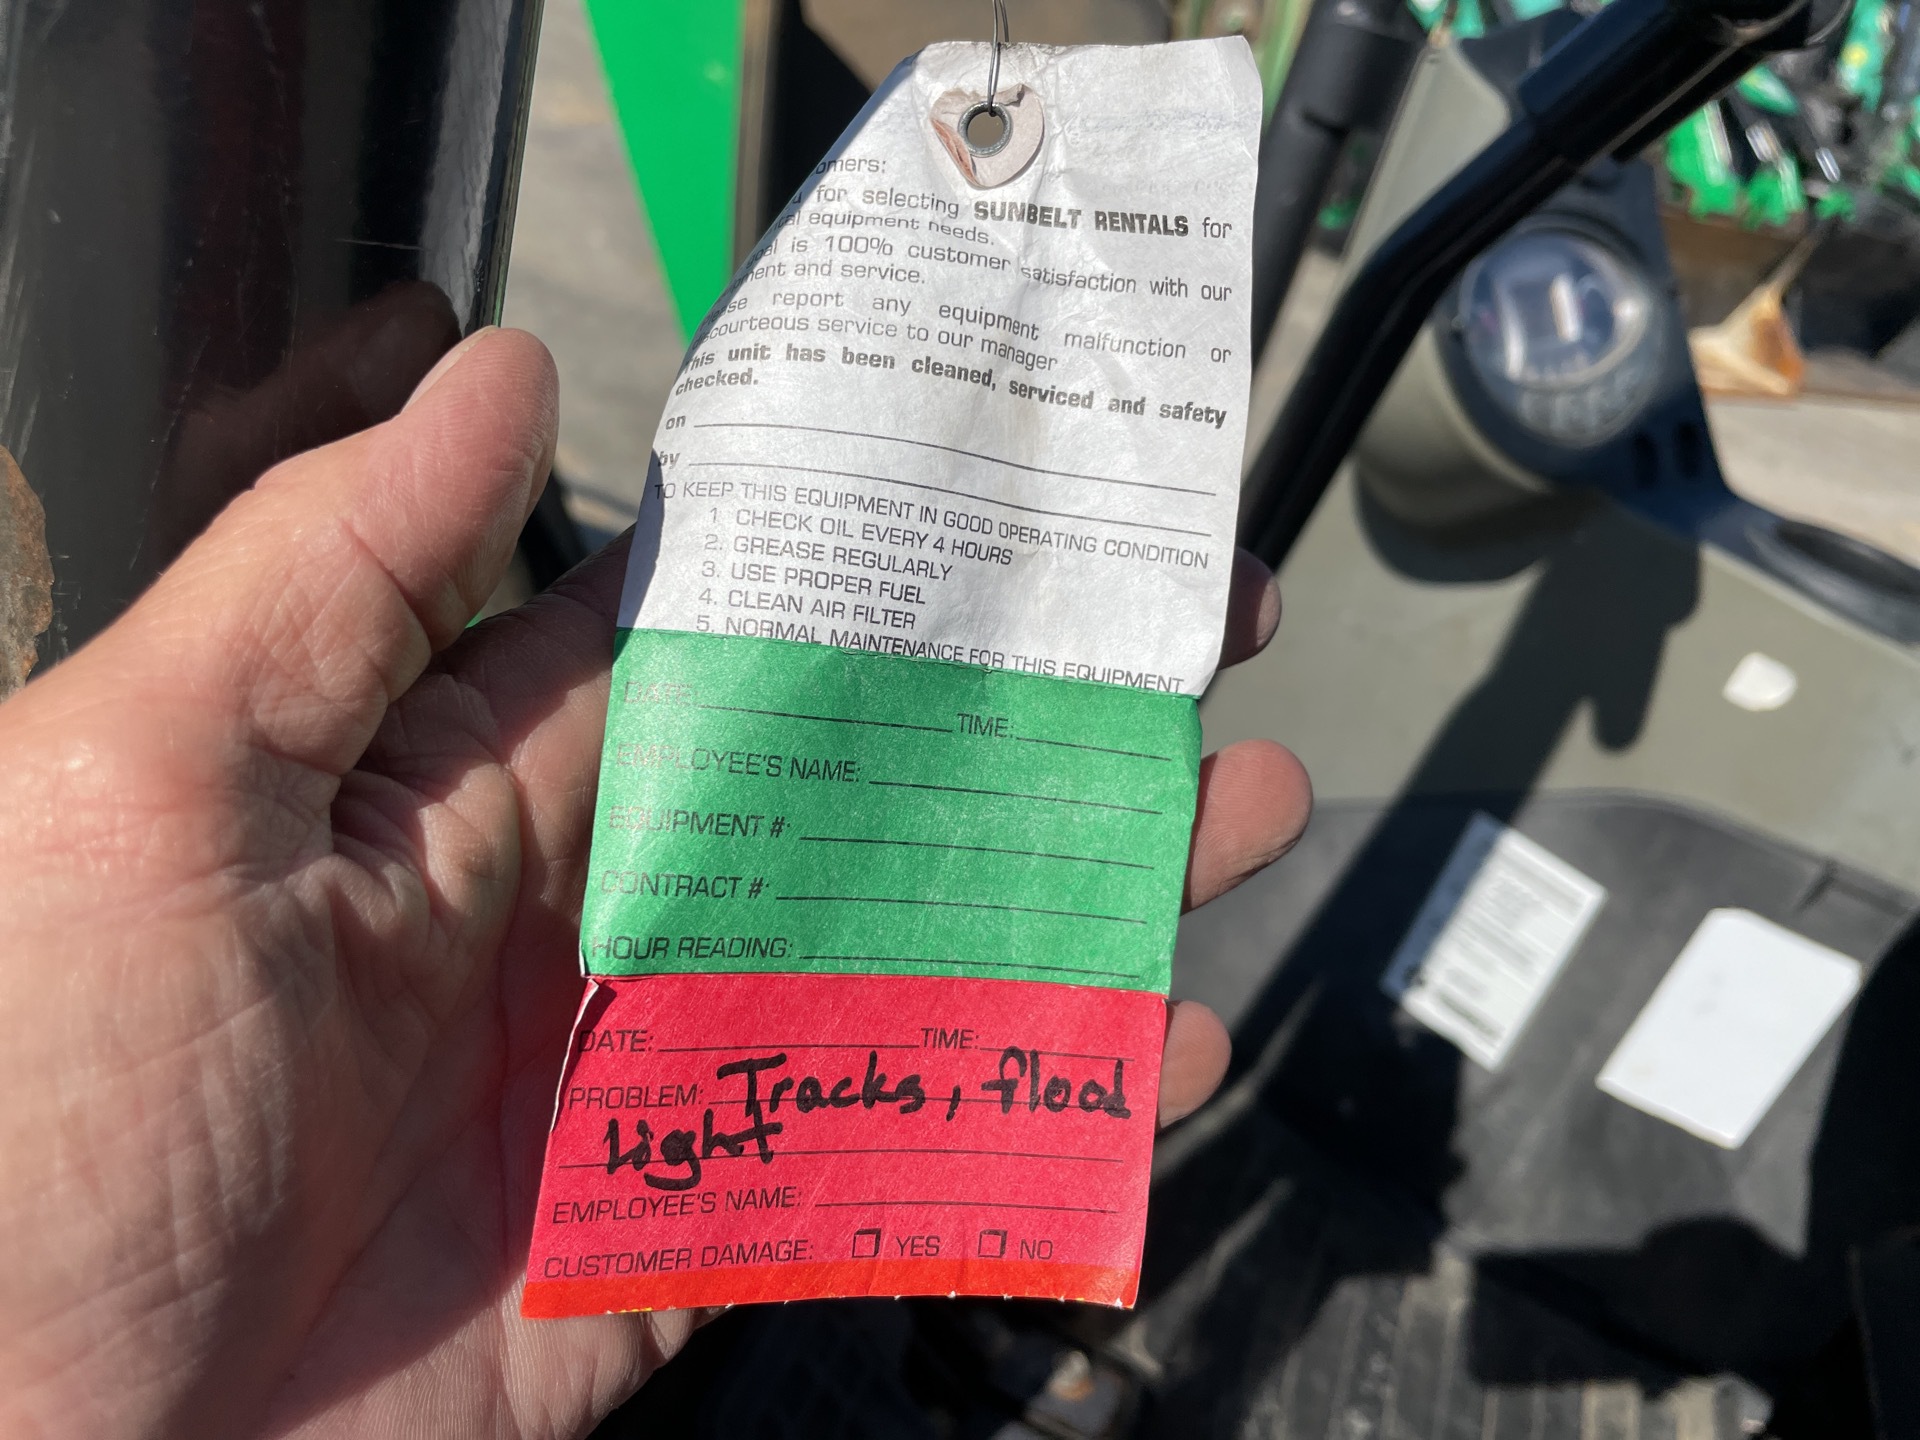 for selecting SUNBELT RENTALS for
equipment needs.
is 100% customer satisfaction with our
and service.
report any equipment malfunction or
service to our manager
This unit has been cleaned, serviced and safety
checked.
on
by
TO KEEP THIS EQUIPMENT IN GOOD OPERATING CONDITION
1 CHECK OIL EVERY 4 HOURS
2. GREASE REGULARLY
3. USE PROPER FUEL
4. CLEAN AIR FILTER
5. NORMAL MAINTENANCE FOR THIS EQUIPMENT
DATE: TIME:
EMPLOYEE'S NAME:
EQUIPMENT #:
CONTRACT #:
HOUR READING:
DATE: TIME:
PROBLEM: Tracks, flood
Light
EMPLOYEE'S NAME:
CUSTOMER DAMAGE: YES NO